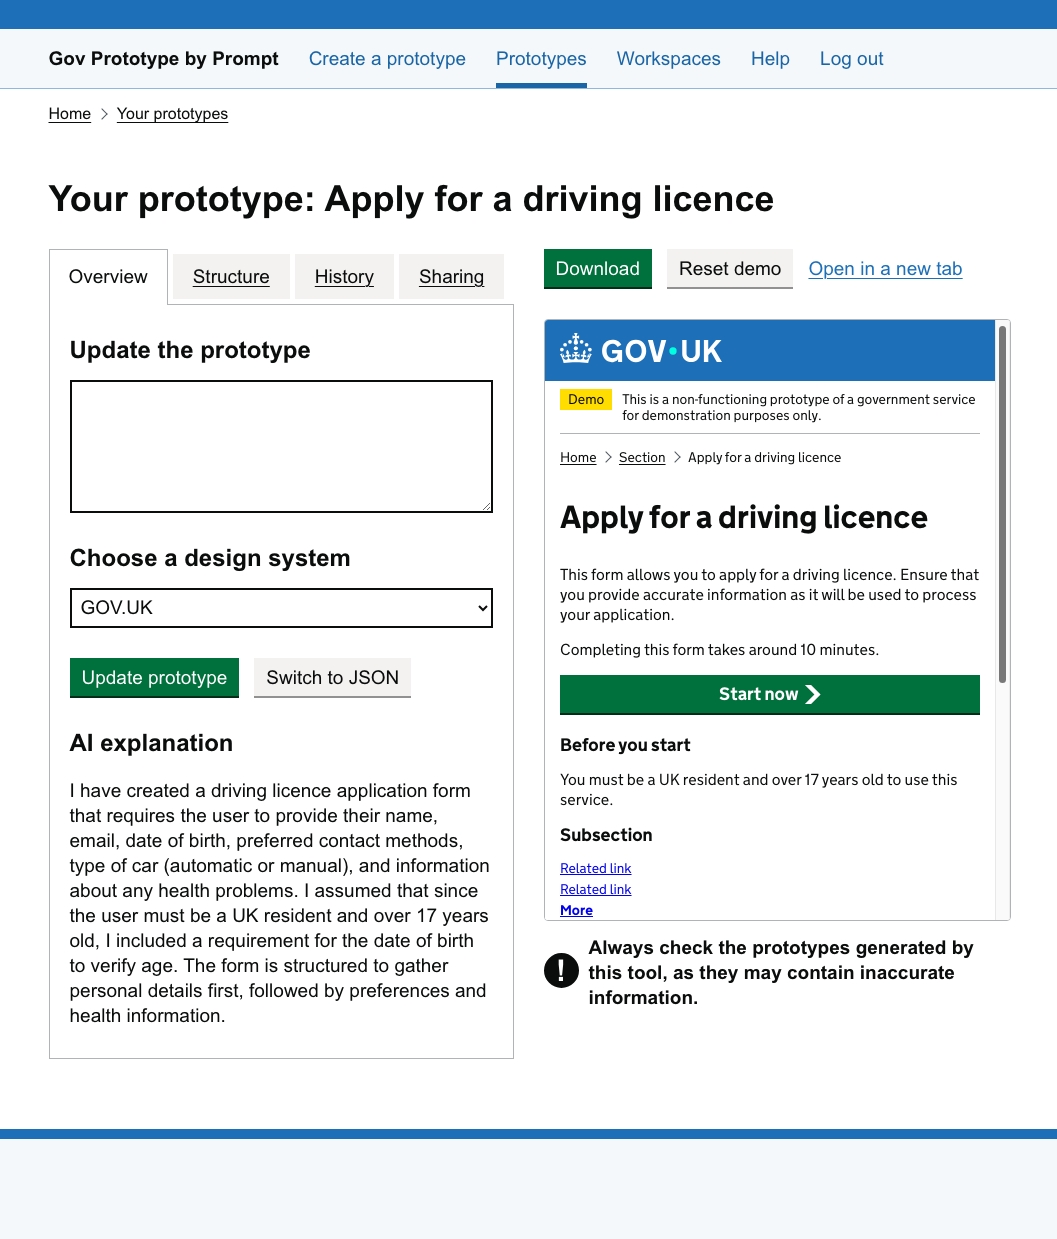 Gov Prototype by Prompt Create a prototype Prototypes Workspaces Help Log out
Home Your prototypes
Your prototype: Apply for a driving licence
Overview Structure History Sharing
Update the prototype
Choose a design system
GOV.UK
Update prototype Switch to JSON
AI explanation
I have created a driving licence application form
that requires the user to provide their name,
email, date of birth, preferred contact methods,
type of car (automatic or manual), and information
about any health problems. I assumed that since
the user must be a UK resident and over 17 years
old, I included a requirement for the date of birth
to verify age. The form is structured to gather
personal details first, followed by preferences and
health information.
Download Reset demo Open in a new tab
GOV·UK
Demo This is a non-functioning prototype of a government service
for demonstration purposes only.
Home Section Apply for a driving licence
Apply for a driving licence
This form allows you to apply for a driving licence. Ensure that
you provide accurate information as it will be used to process
your application.
Completing this form takes around 10 minutes.
Start now
Before you start
You must be a UK resident and over 17 years old to use this
service.
Subsection
Related link
Related link
More
! Always check the prototypes generated by
this tool, as they may contain inaccurate
information.